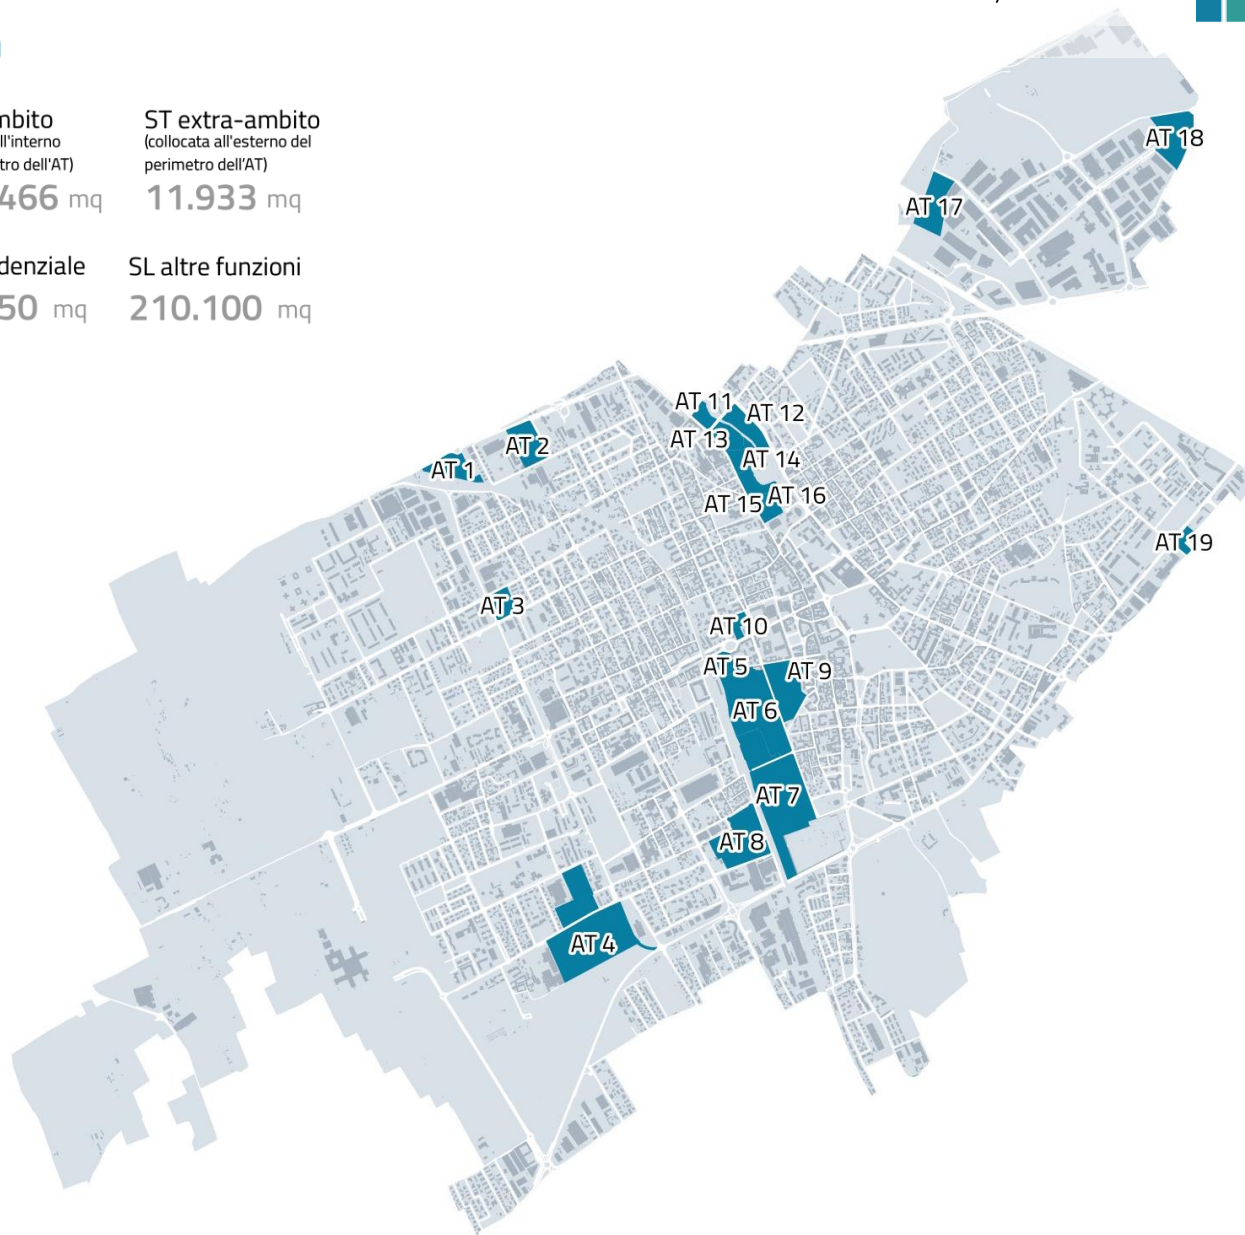 mbito
ll'interno
tro dell'AT)
466 mq
ST extra-ambito
(collocata all'esterno del
perimetro dell'AT)
11.933 mq
denziale
50 mq
SL altre funzioni
210.100 mq
AT 18
AT 17
AT 11
AT 12
AT 13
AT 2
AT 14
AT 1
AT 16
AT 15
AT 19
AT 3
AT 10
AT 5
AT 9
AT 6
AT 7
AT 8
AT 4